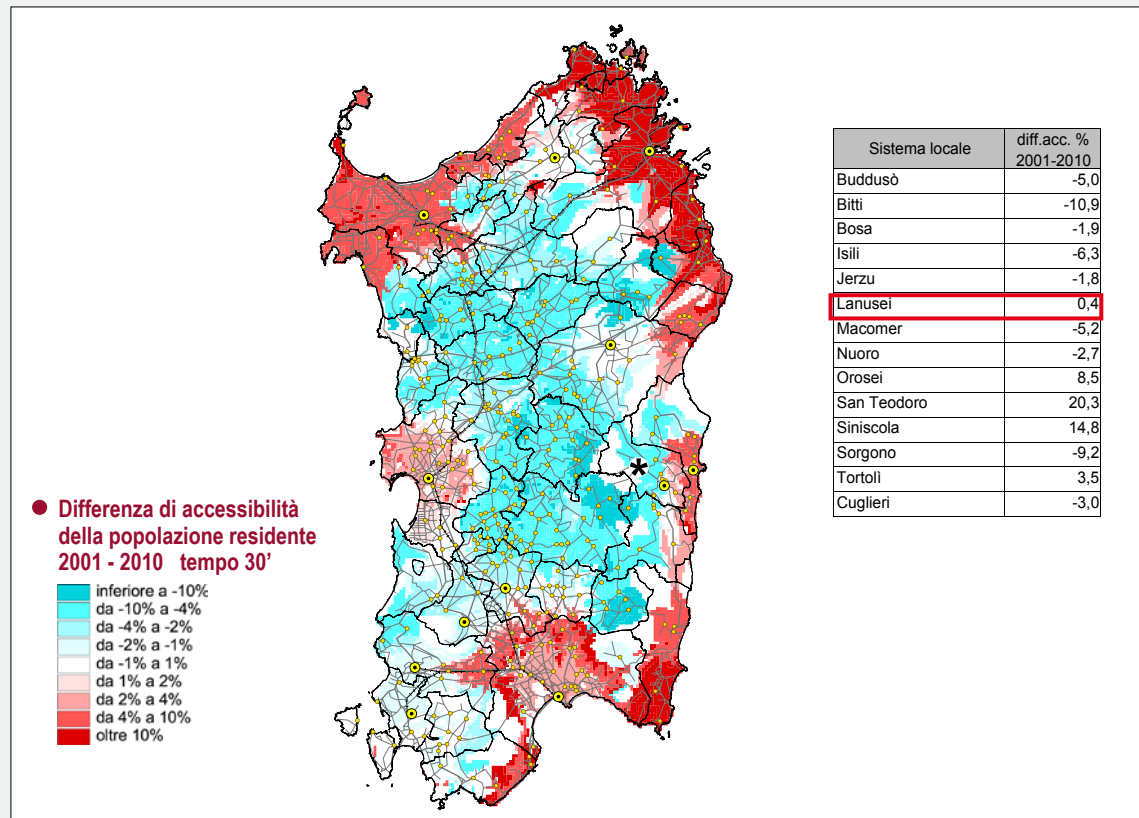 Sistema locale diff.acc. % 2001-2010
Buddusò -5,0
Bitti -10,9
Bosa -1,9
Isili -6,3
Jerzu -1,8
Lanusei 0,4
Macomer -5,2
Nuoro -2,7
Orosei 8,5
San Teodoro 20,3
Siniscola 14,8
Sorgono -9,2
Tortolì 3,5
Cuglieri -3,0
*
Differenza di accessibilità
della popolazione residente
2001 - 2010 tempo 30'
inferiore a -10%
da -10% a -4%
da -4% a -2%
da -2% a -1%
da -1% a 1%
da 1% a 2%
da 2% a 4%
da 4% a 10%
oltre 10%